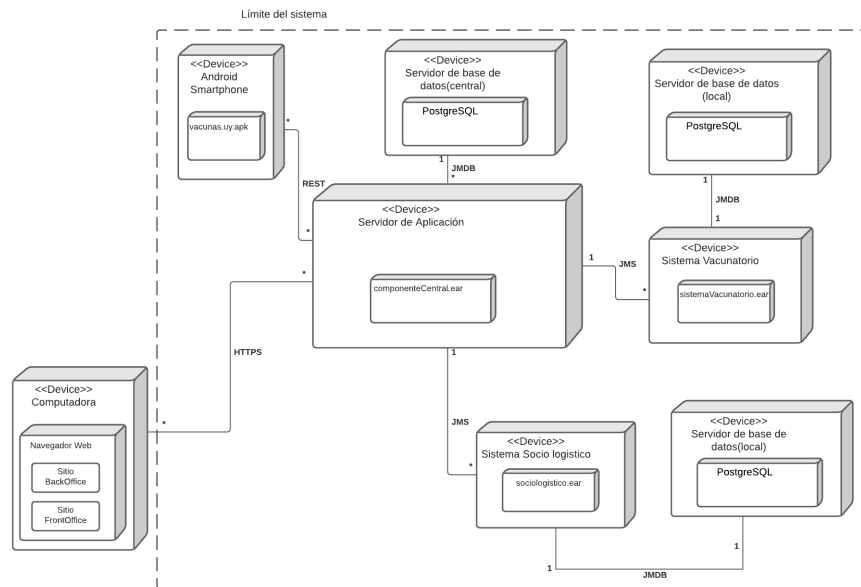 Límite del sistema
<<Device>>
Android
Smartphone
vacunas.uy.apk
*
REST
*
<<Device>>
Servidor de base de
datos(central)
PostgreSQL
1
JMDB
*
<<Device>>
Servidor de base de datos
(local)
PostgreSQL
1
JMDB
1
<<Device>>
Servidor de Aplicación
componenteCentral.ear
1
JMS
*
<<Device>>
Sistema Vacunatorio
sistemaVacunatorio.ear
*
HTTPS
*
<<Device>>
Computadora
Navegador Web
Sitio
BackOffice
Sitio
FrontOffice
1
JMS
*
<<Device>>
Sistema Socio logistico
sociologistico.ear
<<Device>>
Servidor de base de
datos(local)
PostgreSQL
1
JMDB
1